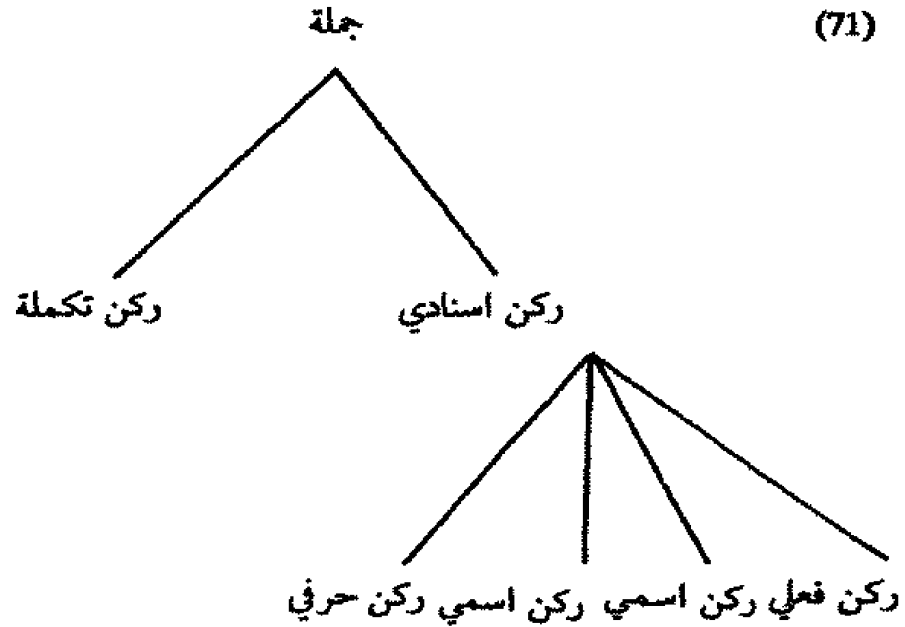 (71) جملة
ركن اسنادي ركن تكملة
ركن فعلي ركن اسمي ركن اسمي ركن حرفي